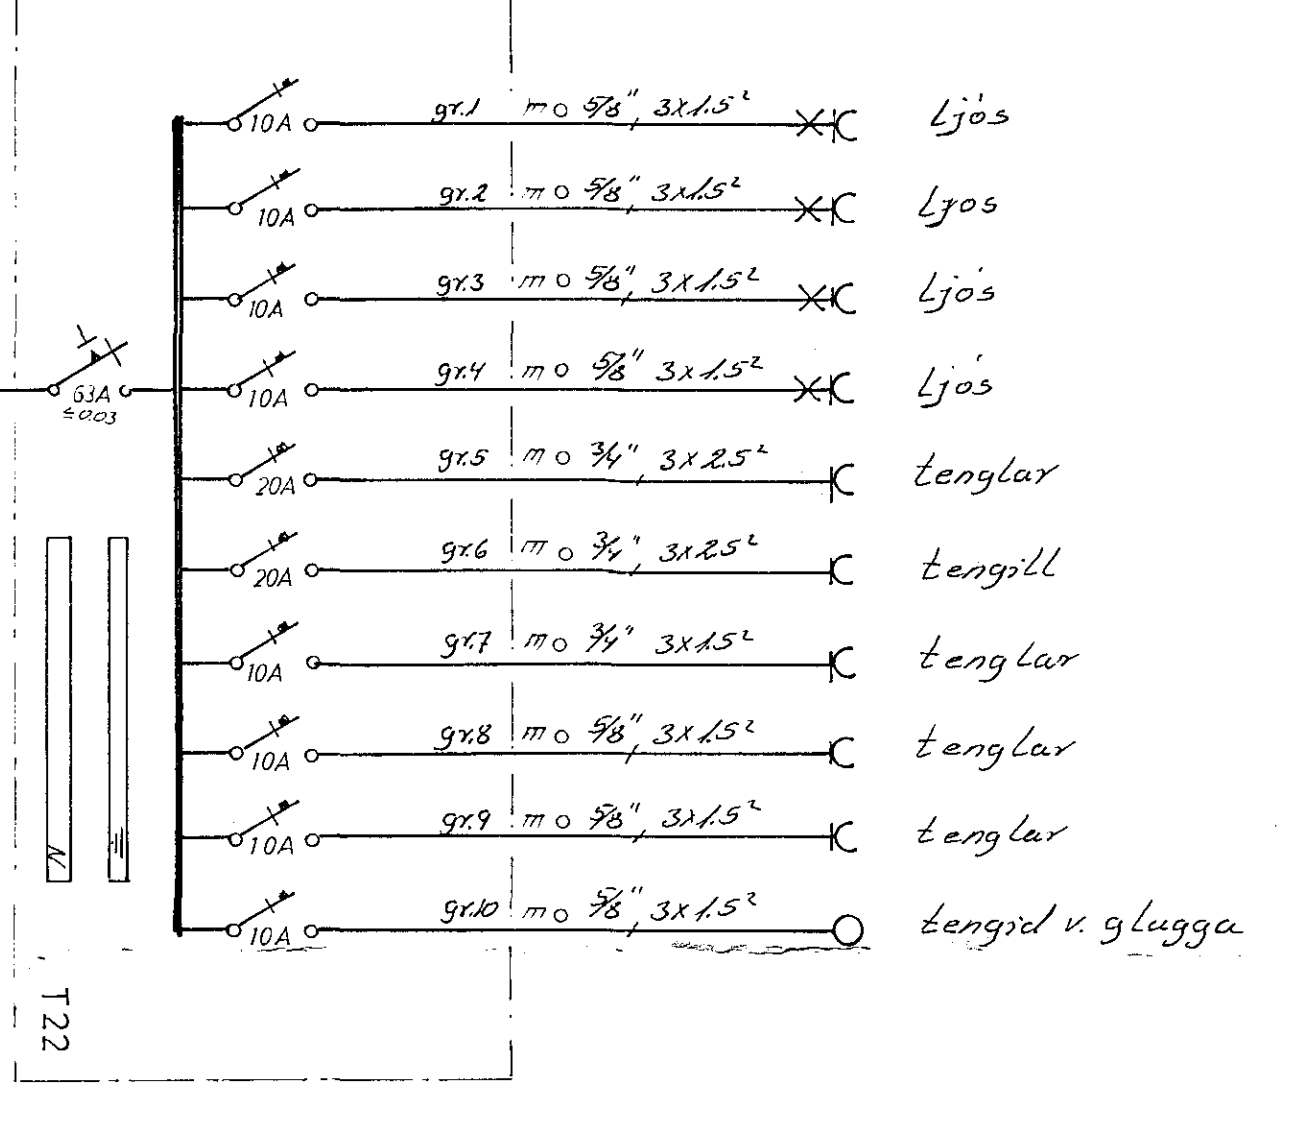 gr.1 m o 5/8", 3x1.5² Ljós
10A
gr.2 m o 5/8", 3x1.5² Ljos
10A
gr.3 m o 5/8", 3x1.5² Ljós
10A
gr.4 m o 5/8" 3x1.5² Ljós
63A 10A
≤0.03
gr.5 m o 3/4", 3x2.5² tenglar
20A
gr.6 m o 3/4", 3x2.5² tengill
20A
gr.7 m o 3/4" 3x1.5² tenglar
10A
gr.8 m o 5/8", 3x1.5² tenglar
10A
gr.9 m o 5/8", 3x1.5² tenglar
10A
N
gr.10 m o 5/8", 3x1.5² tengid v. glugga
10A
T22